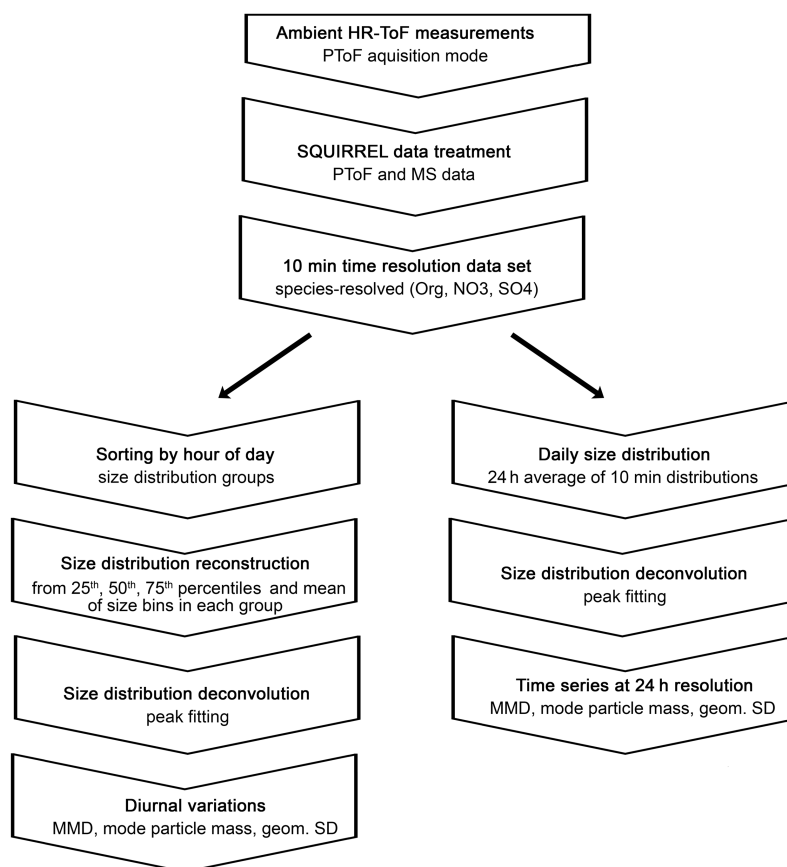 Ambient HR-ToF measurements
PToF aquisition mode
SQUIRREL data treatment
PToF and MS data
10 min time resolution data set
species-resolved (Org, NO3, SO4)
Sorting by hour of day
size distribution groups
Size distribution reconstruction
from 25th, 50th, 75th percentiles and mean
of size bins in each group
Size distribution deconvolution
peak fitting
Diurnal variations
MMD, mode particle mass, geom. SD
Daily size distribution
24 h average of 10 min distributions
Size distribution deconvolution
peak fitting
Time series at 24 h resolution
MMD, mode particle mass, geom. SD